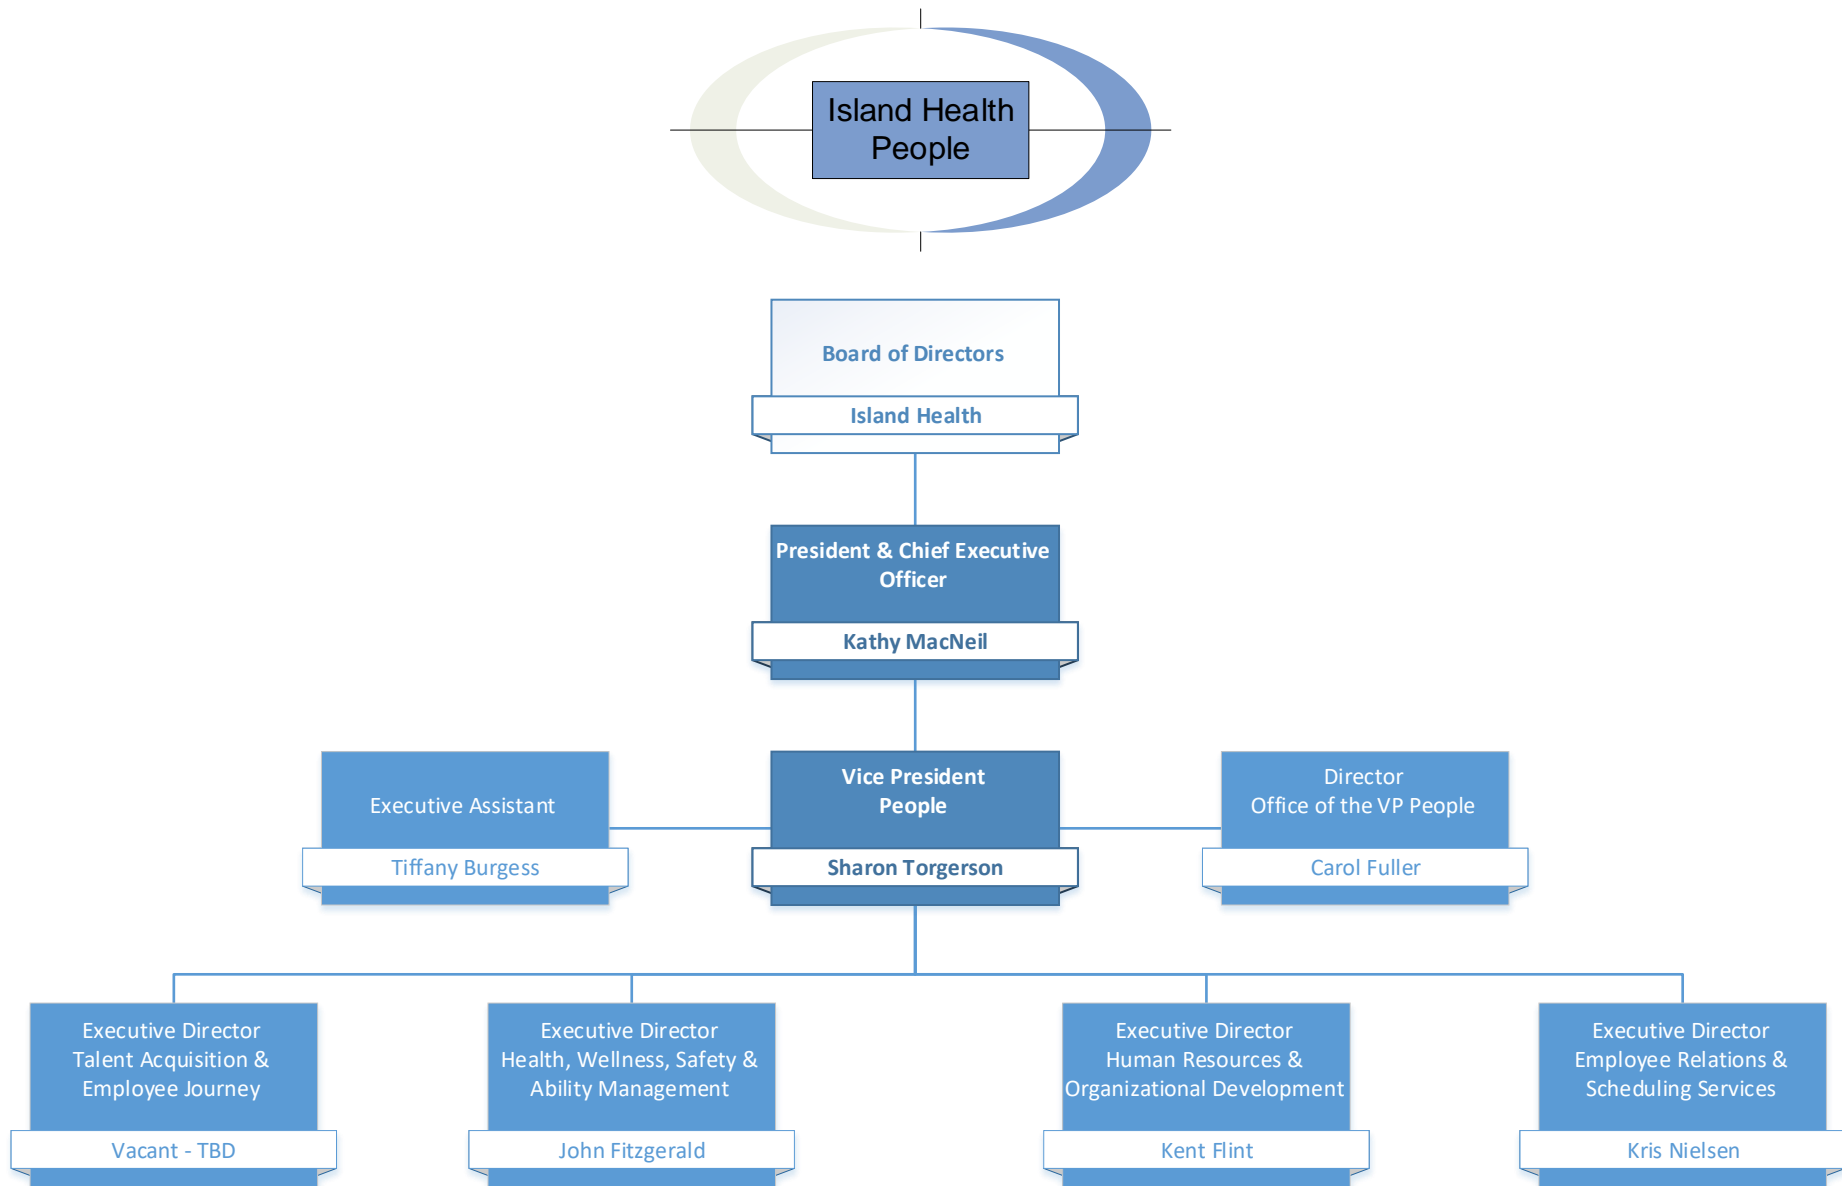 Island Health
People
Board of Directors
Island Health
President & Chief Executive
Officer
Kathy MacNeil
Executive Assistant
Tiffany Burgess
Vice President
People
Sharon Torgerson
Director
Office of the VP People
Carol Fuller
Executive Director
Talent Acquisition &
Employee Journey
Vacant - TBD
Executive Director
Health, Wellness, Safety &
Ability Management
John Fitzgerald
Executive Director
Human Resources &
Organizational Development
Kent Flint
Executive Director
Employee Relations &
Scheduling Services
Kris Nielsen